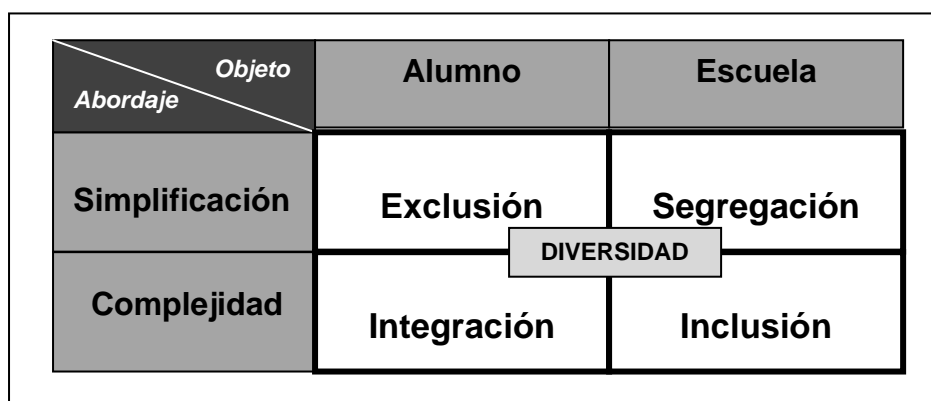 Objeto
Abordaje
Alumno
Escuela
Simplificación
Exclusión
Segregación
DIVERSIDAD
Complejidad
Integración
Inclusión